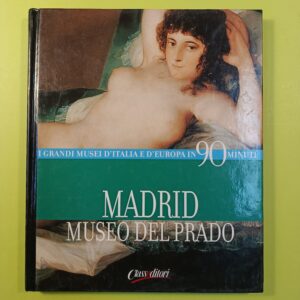 I GRANDI MUSEI D'ITALIA E D'EUROPA IN 90 MINUTI
MADRID
MUSEO DEL PRADO
Class Editori